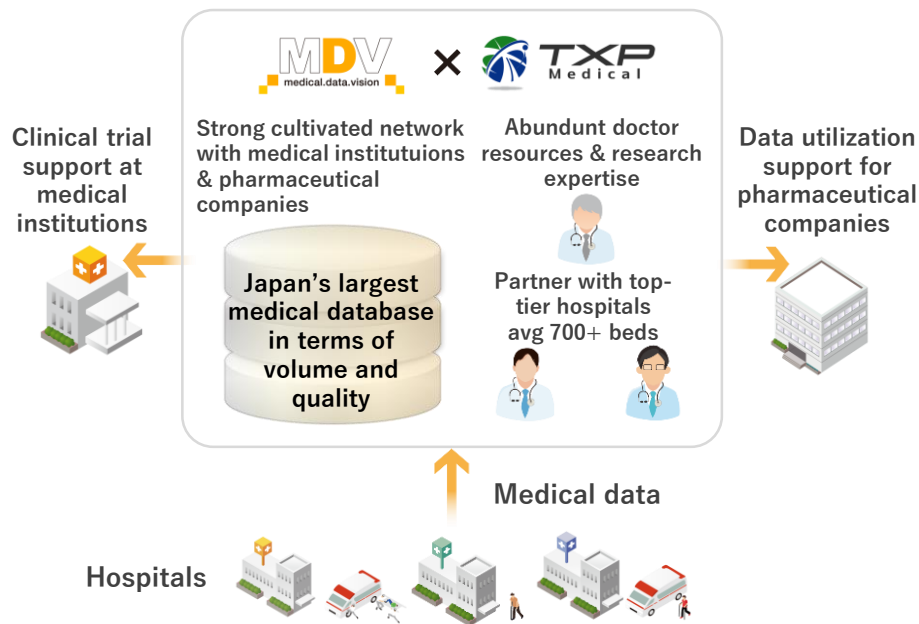 MDV
medical.data.vision
×
TXP
Medical
Strong cultivated network
with medical institutuions
& pharmaceutical
companies
Abundunt doctor
resources & research
expertise
Clinical trial
support at
medical
institutions
Data utilization
support for
pharmaceutical
companies
Japan’s largest
medical database
in terms of
volume and
quality
Partner with top-
tier hospitals
avg 700+ beds
Medical data
Hospitals